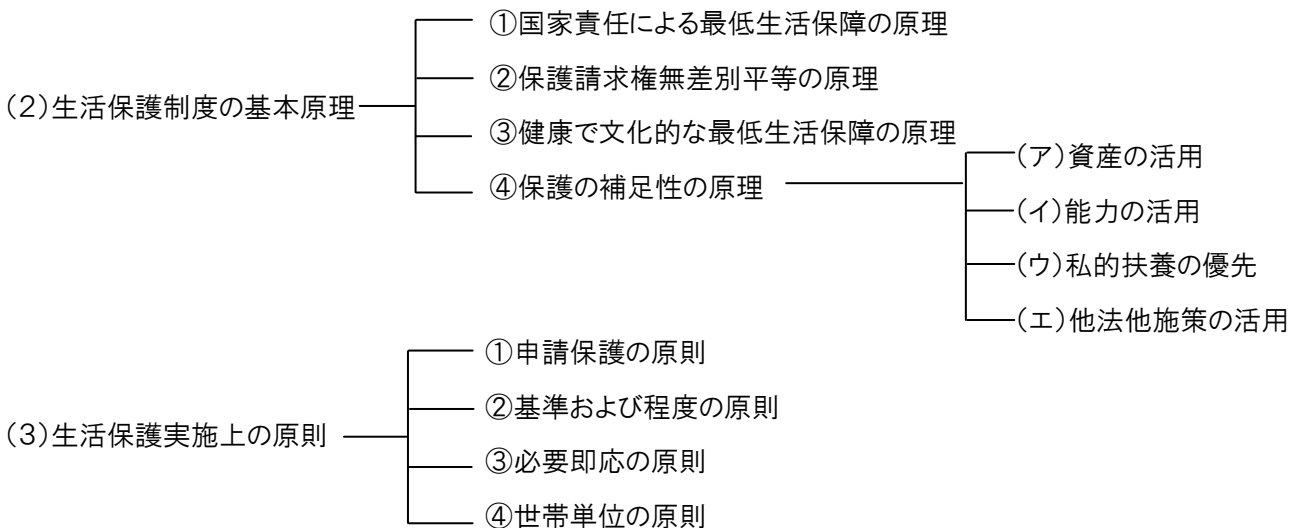 (2)生活保護制度の基本原理
①国家責任による最低生活保障の原理
②保護請求権無差別平等の原理
③健康で文化的な最低生活保障の原理
④保護の補足性の原理
(ア)資産の活用
(イ)能力の活用
(ウ)私的扶養の優先
(エ)他法他施策の活用
(3)生活保護実施上の原則
①申請保護の原則
②基準および程度の原則
③必要即応の原則
④世帯単位の原則